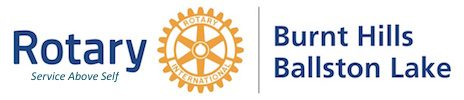 Rotary
Service Above Self
ROTARY
INTERNATIONAL
Burnt Hills
Ballston Lake